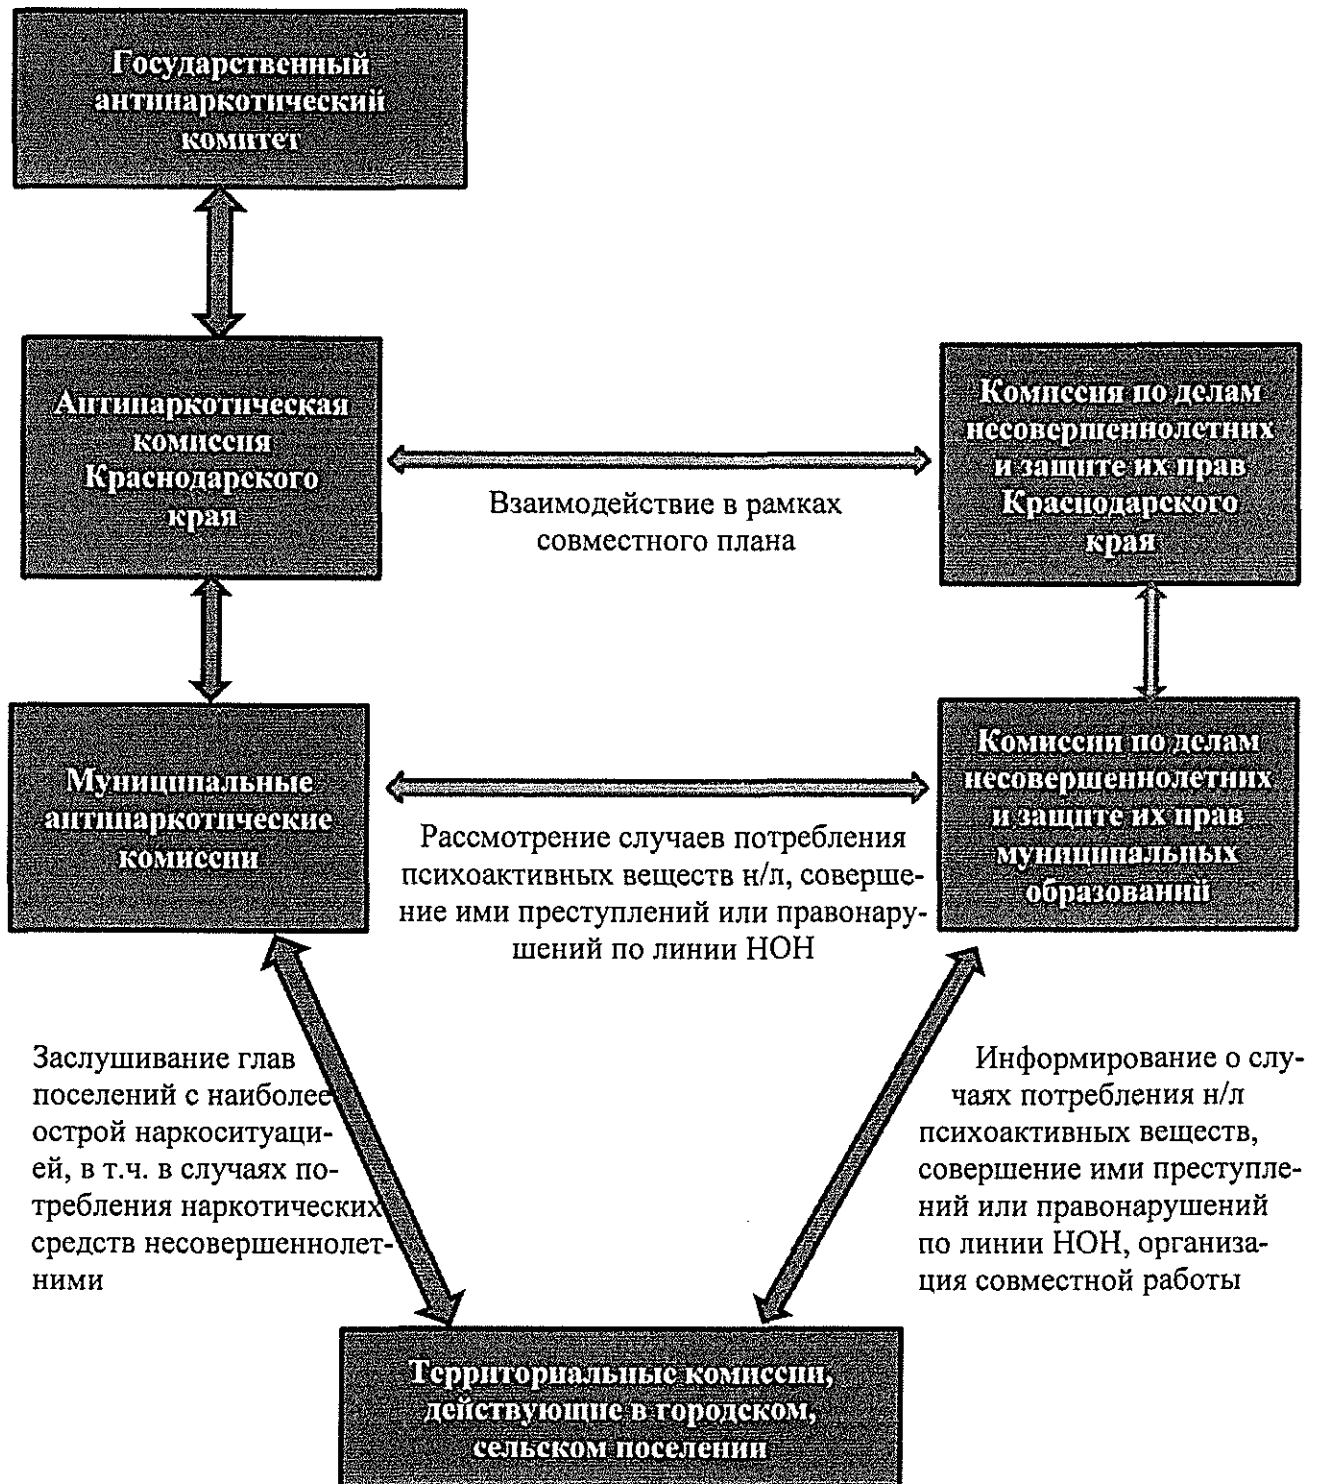 Государственный
антинаркотический
комитет
Антинаркотическая
комиссия
Краснодарского
края
Комиссия по делам
несовершеннолетних
и защите их прав
Краснодарского
края
Взаимодействие в рамках
совместного плана
Муниципальные
антинаркотические
комиссии
Комиссии по делам
несовершеннолетних
и защите их прав
муниципальных
образований
Рассмотрение случаев потребления
психоактивных веществ н/л, соверше-
ние ими преступлений или правонару-
шений по линии НОН
Заслушивание глав
поселений с наиболее
острой наркоситуаци-
ей, в т.ч. в случаях по-
требления наркотических
средств несовершеннолет-
ними
Информирование о слу-
чаях потребления н/л
психоактивных веществ,
совершение ими преступле-
ний или правонарушений
по линии НОН, организа-
ция совместной работы
Территориальные комиссии,
действующие в городском,
сельском поселении